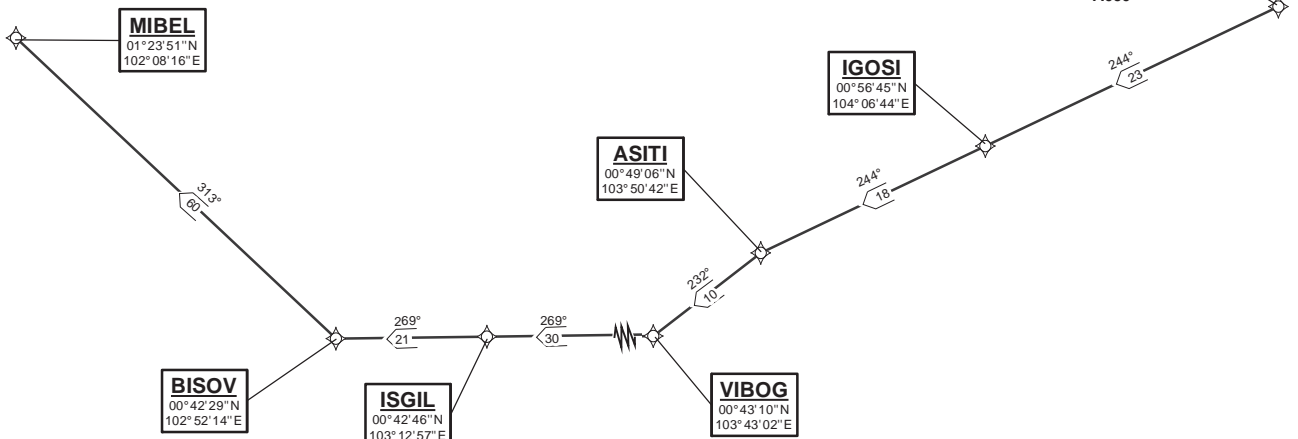 MIBEL
01°23'51"N
102°08'16"E
244°
23
IGOSI
00°56'45"N
104°06'44"E
ASITI
00°49'06"N
103°50'42"E
244°
18
313°
60
232°
10
269°
21
269°
30
BISOV
00°42'29"N
102°52'14"E
ISGIL
00°42'46"N
103°12'57"E
VIBOG
00°43'10"N
103°43'02"E